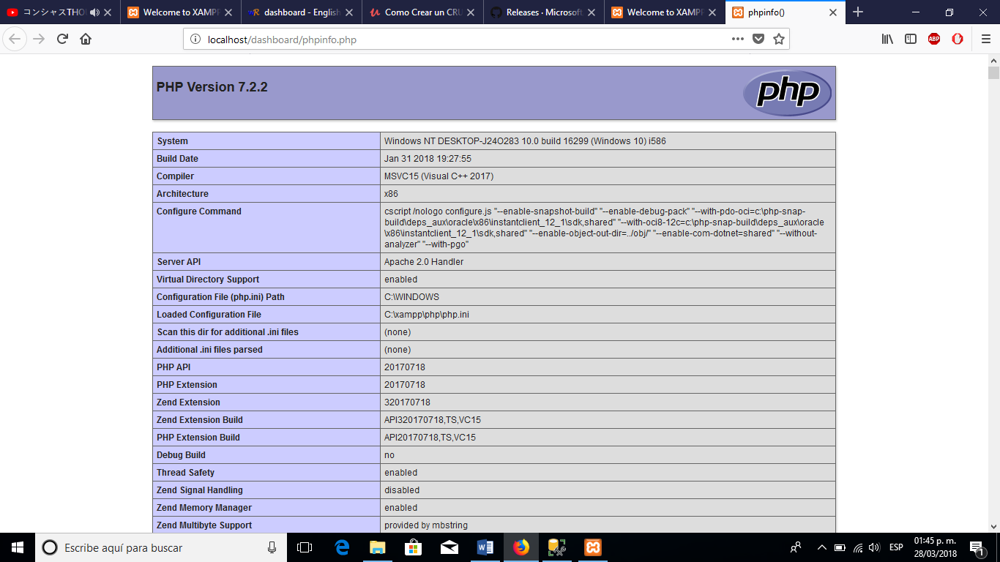 コンシャスTHO
Welcome to XAMPP
dashboard - English
Como Crear un CRU
Releases · Microsoft
Welcome to XAMPP
phpinfo()
localhost/dashboard/phpinfo.php
ABP
PHP Version 7.2.2
php
System Windows NT DESKTOP-J24O283 10.0 build 16299 (Windows 10) i586
Build Date Jan 31 2018 19:27:55
Compiler MSVC15 (Visual C++ 2017)
Architecture x86
Configure Command cscript /nologo configure.js "--enable-snapshot-build" "--enable-debug-pack" "--with-pdo-oci=c:\php-snap-
build\deps_aux\oracle\x86\instantclient_12_1\sdk,shared" "--with-oci8-12c=c:\php-snap-build\deps_aux\oracle
\x86\instantclient_12_1\sdk,shared" "--enable-object-out-dir=../obj/" "--enable-com-dotnet=shared" "--without-
analyzer" "--with-pgo"
Server API Apache 2.0 Handler
Virtual Directory Support enabled
Configuration File (php.ini) Path C:\WINDOWS
Loaded Configuration File C:\xampp\php\php.ini
Scan this dir for additional .ini files (none)
Additional .ini files parsed (none)
PHP API 20170718
PHP Extension 20170718
Zend Extension 320170718
Zend Extension Build API320170718,TS,VC15
PHP Extension Build API20170718,TS,VC15
Debug Build no
Thread Safety enabled
Zend Signal Handling disabled
Zend Memory Manager enabled
Zend Multibyte Support provided by mbstring
Escribe aquí para buscar
ESP
01:45 p. m.
28/03/2018
1